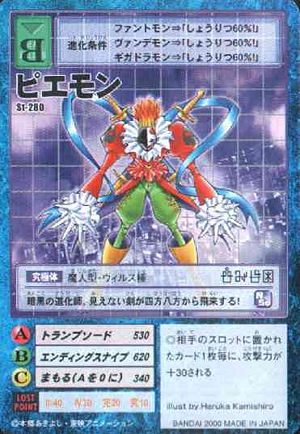 進化条件
ファントモン⇒「しょうりつ60%!」
ヴァンデモン⇒「しょうりつ60%!」
ギガドラモン⇒「しょうりつ60%!」
ピエモン
St-280
究極体 魔人型・ウィルス種
暗黒の道化師。見えない剣が四方八方から飛来する!
A トランプソード 530
B エンディングスナイプ 620
C まもる(Aを0に) 340
◎相手のスロットに置かれ
たカード1枚毎に、攻撃力が
+30される
LOST POINT
Illust by Haruka Kamishiro
©本郷あきよし・東映アニメーション
BANDAI 2000 MADE IN JAPAN